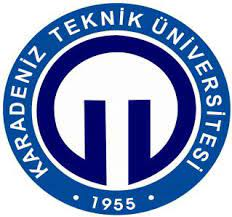 KARADENİZ TEKNİK ÜNİVERSİTESİ
· 1955 ·